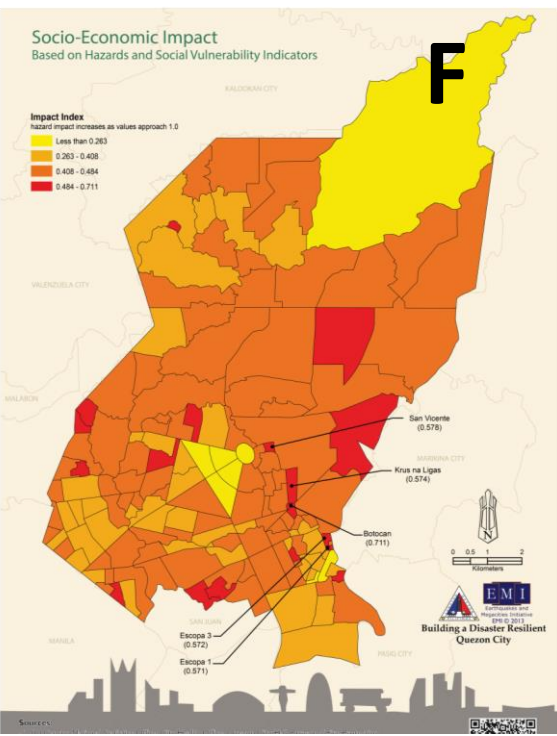 Socio-Economic Impact
Based on Hazards and Social Vulnerability Indicators
F
KALOOKAN CITY
Impact Index
hazard impact increases as values approach 1.0
Less than 0.263
0.263 - 0.408
0.408 - 0.484
0.484 - 0.711
VALENZUELA CITY
MALABON
San Vicente
(0.578)
MARIKINA CITY
Krus na Ligas
(0.574)
N
Botocan
(0.711)
0 0.5 1 2
Kilometers
EMI
Earthquakes and
Megacities Initiative
EMI © 2013
Building a Disaster Resilient
Quezon City
SAN JUAN
MANILA
PASIG CITY
Escopa 3
(0.572)
Escopa 1
(0.571)
Sources